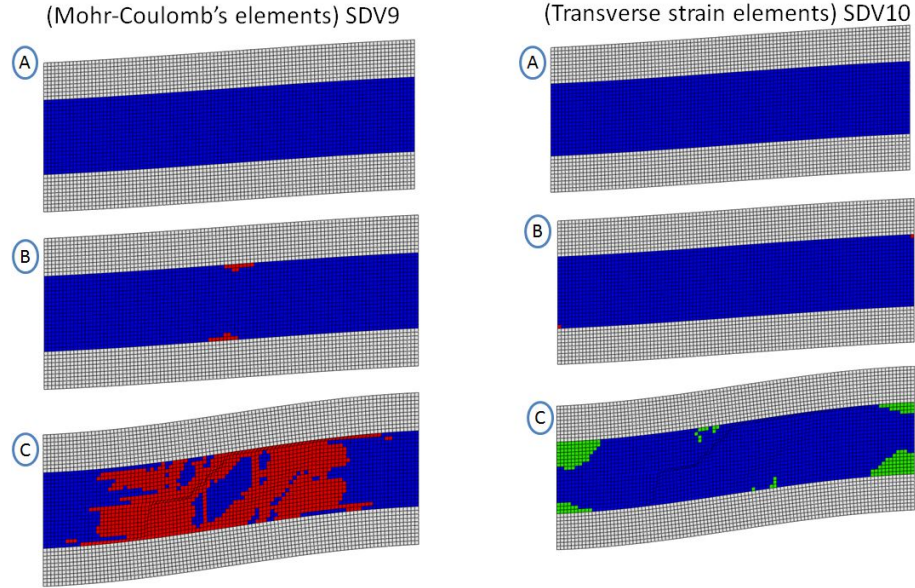 (Mohr-Coulomb's elements) SDV9
(Transverse strain elements) SDV10
A
A
B
B
C
C